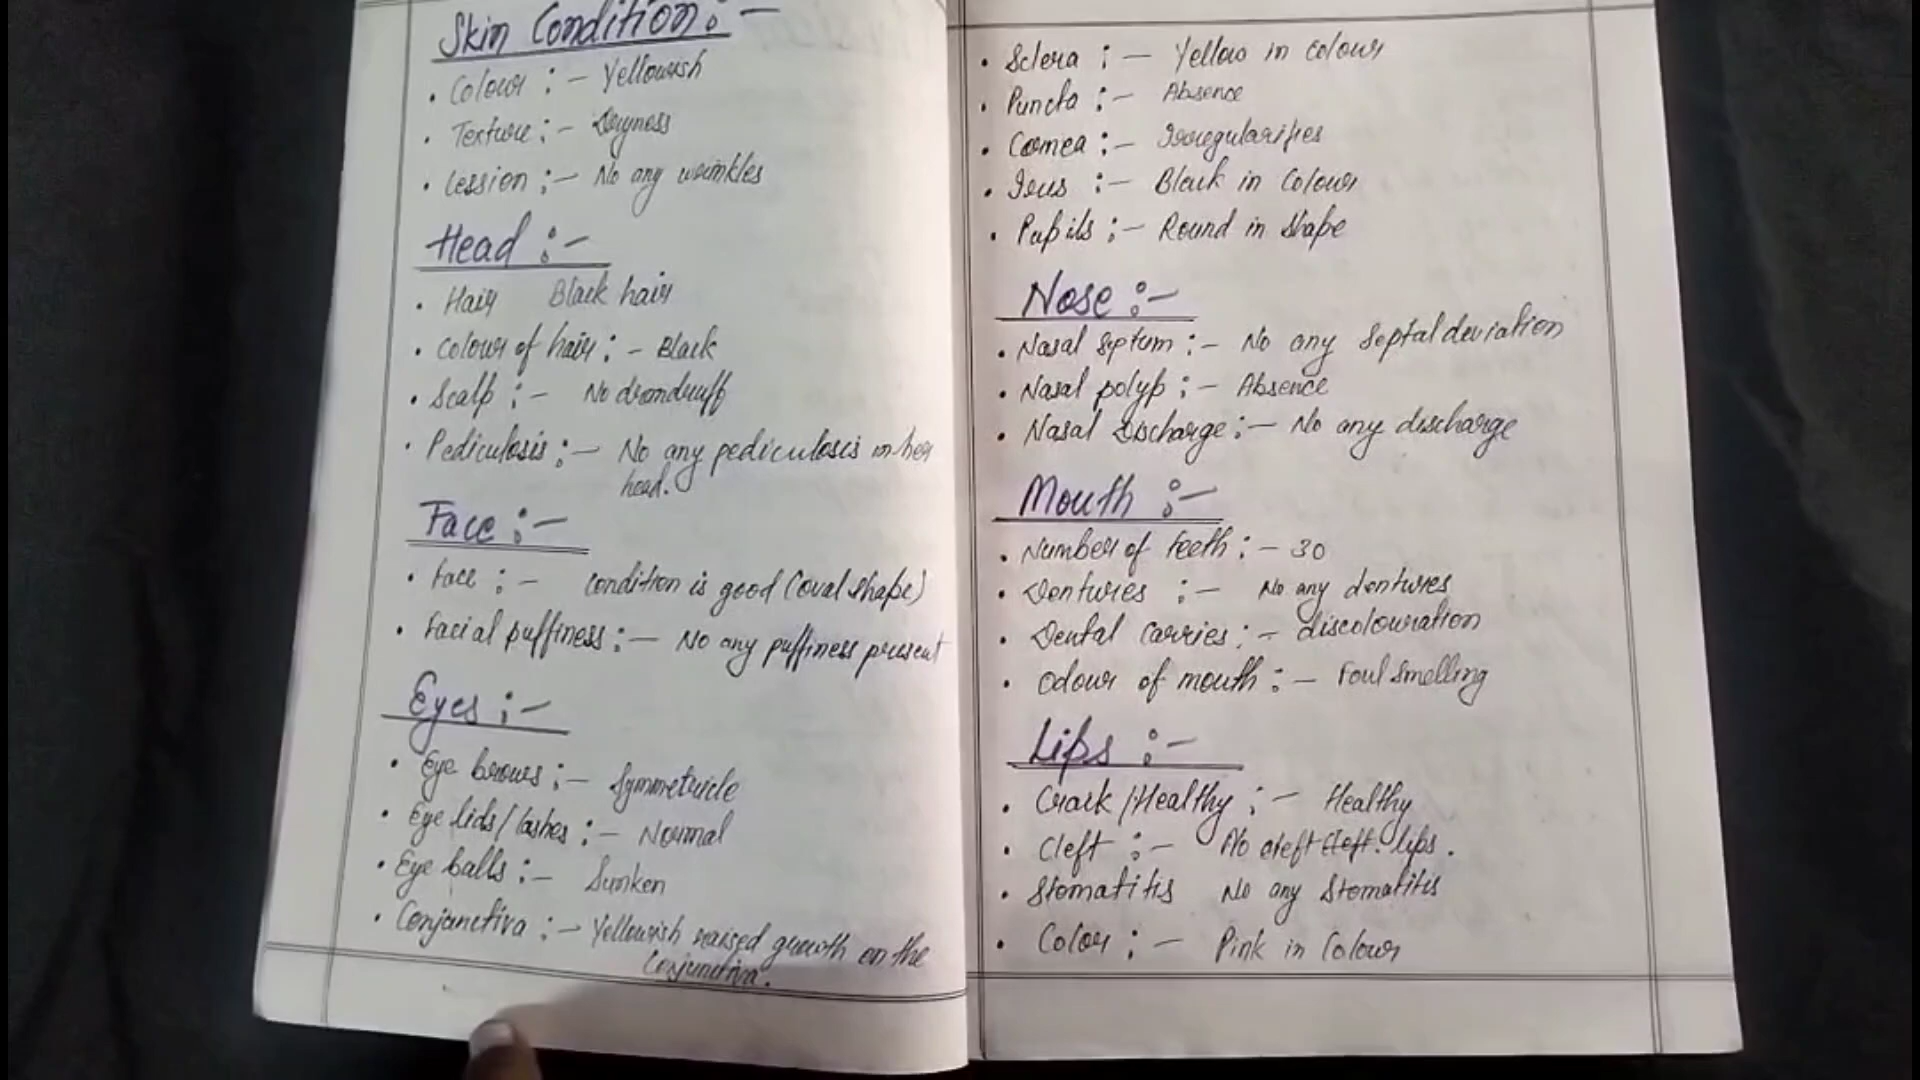 Skin Condition :-
• Colour :- Yellowish
• Texture :- Dryness
• Lession :- No any wrinkles
Head :-
• Hair Black hair
• Colour of hair :- Black
• Scalp :- No drandruff
• Pediculosis :- No any pediculosis in her
head.
Face :-
• Face :- Condition is good (oval shape)
• Facial puffiness :- No any puffiness present
Eyes :-
• Eye brows :- Symmetricle
• Eye lids/lashes :- Normal
• Eye balls :- Sunken
• Conjunctiva :- Yellowish raised growth on the
Conjunctiva.
• Sclera :- Yellow in colour
• Puncta :- Absence
• Cornea :- Irregularities
• Irus :- Black in Colour
• Pupils :- Round in shape
Nose :-
• Nasal Septum :- No any Septal deviation
• Nasal polyp :- Absence
• Nasal Discharge :- No any discharge
Mouth :-
• Number of teeth :- 30
• Dentures :- No any dentures
• Dental Carries :- discolouration
• Odour of mouth :- Foul Smelling
Lips :-
• Crack/Healthy :- Healthy
• Cleft :- No cleft cleft. lips.
• Stomatitis No any Stomatitis
• Colour :- Pink in Colour